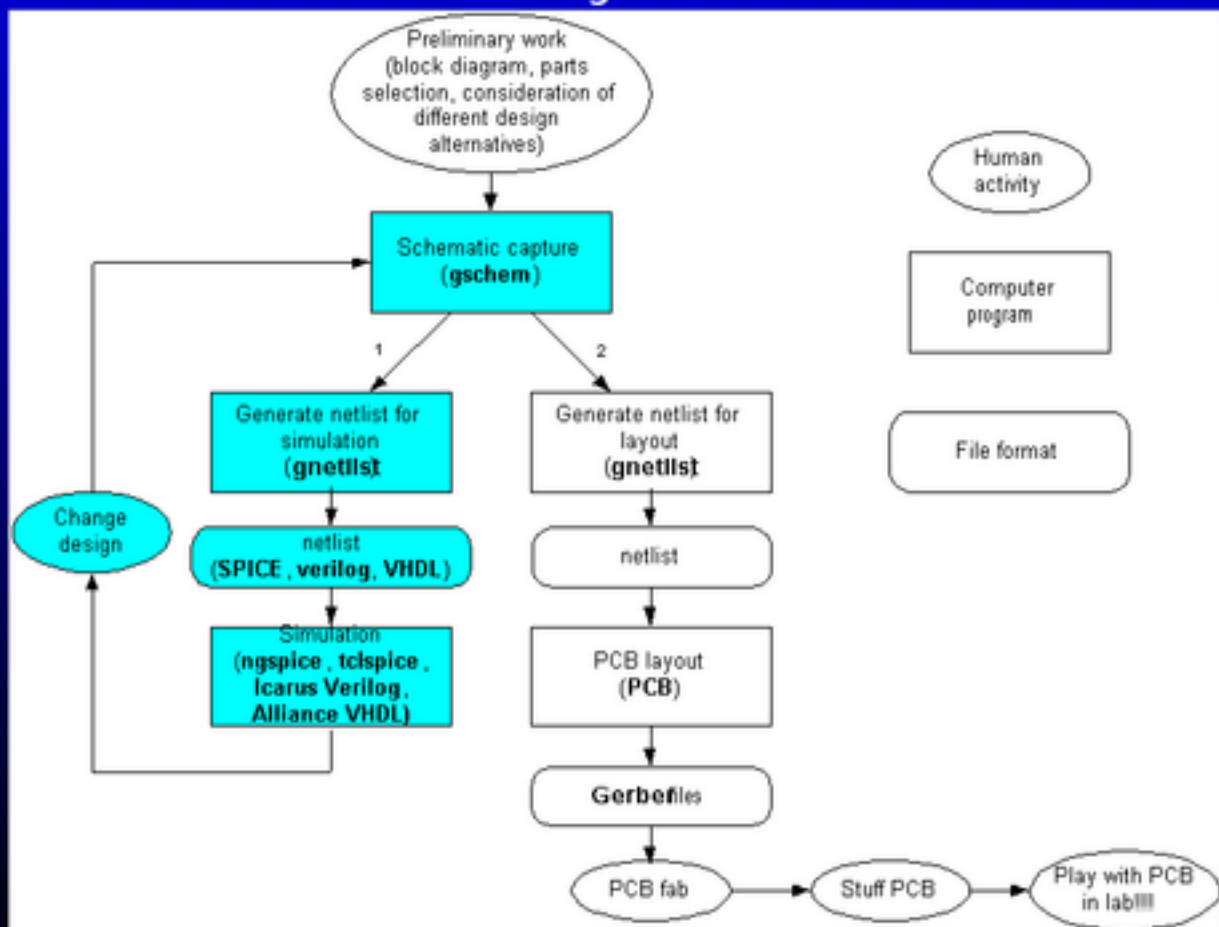 Preliminary work
(block diagram, parts
selection, consideration of
different design
alternatives)
Human
activity
Schematic capture
(gschem)
Computer
program
1
2
Generate netlist for
simulation
(gnetlist)
Generate netlist for
layout
(gnetlist)
File format
Change
design
netlist
(SPICE, verilog, VHDL)
netlist
Simulation
(ngspice, tclspice,
Icarus Verilog,
Alliance VHDL)
PCB layout
(PCB)
Gerber files
PCB fab
Stuff PCB
Play with PCB
in lab!!!!